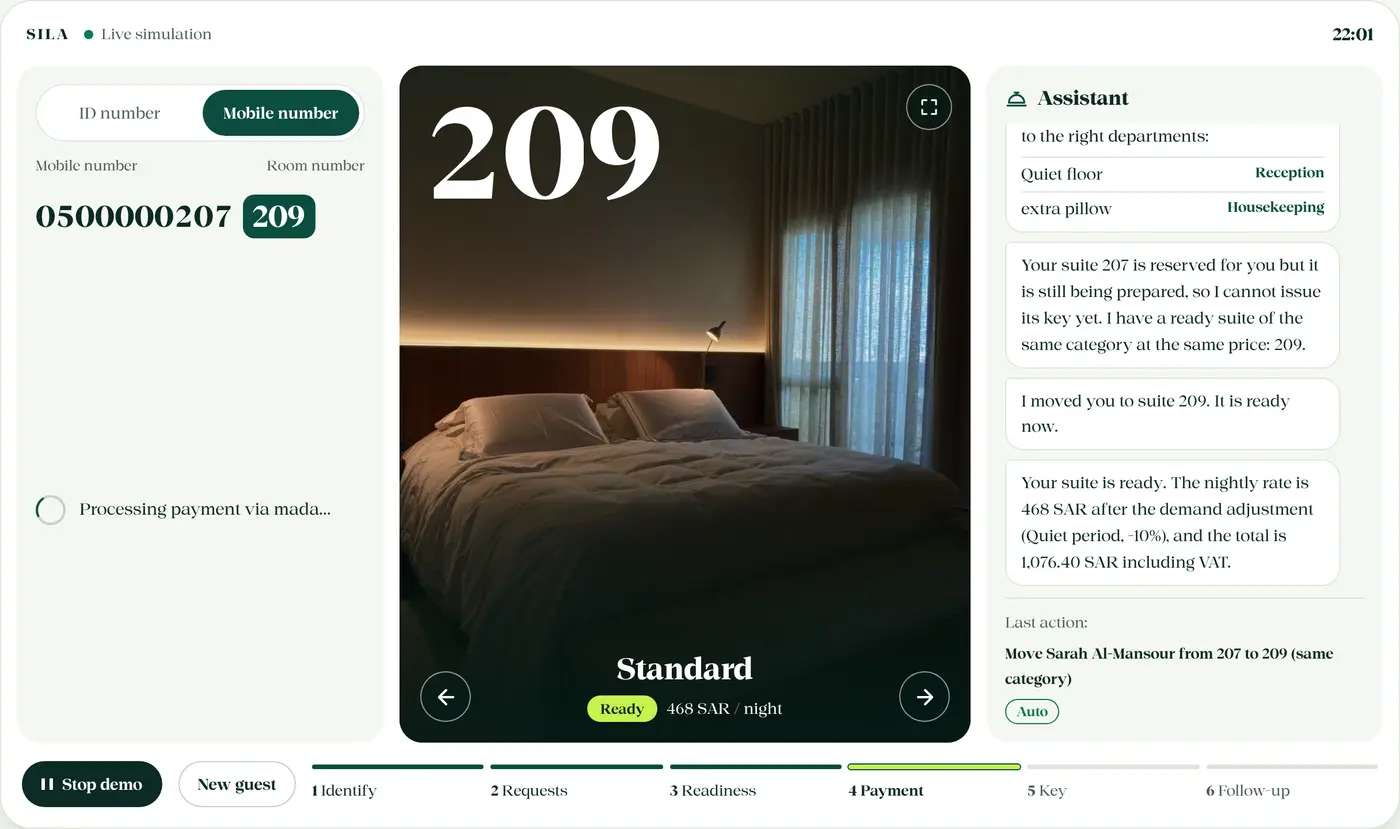 SILA Live simulation 22:01
ID number Mobile number
Mobile number Room number
0500000207 209
Processing payment via mada...
209
Standard
Ready 468 SAR / night
Assistant
to the right departments:
Quiet floor Reception
extra pillow Housekeeping
Your suite 207 is reserved for you but it
is still being prepared, so I cannot issue
its key yet. I have a ready suite of the
same category at the same price: 209.
I moved you to suite 209. It is ready
now.
Your suite is ready. The nightly rate is
468 SAR after the demand adjustment
(Quiet period, -10%), and the total is
1,076.40 SAR including VAT.
Last action:
Move Sarah Al-Mansour from 207 to 209 (same
category)
Auto
Stop demo New guest
1 Identify 2 Requests 3 Readiness 4 Payment 5 Key 6 Follow-up